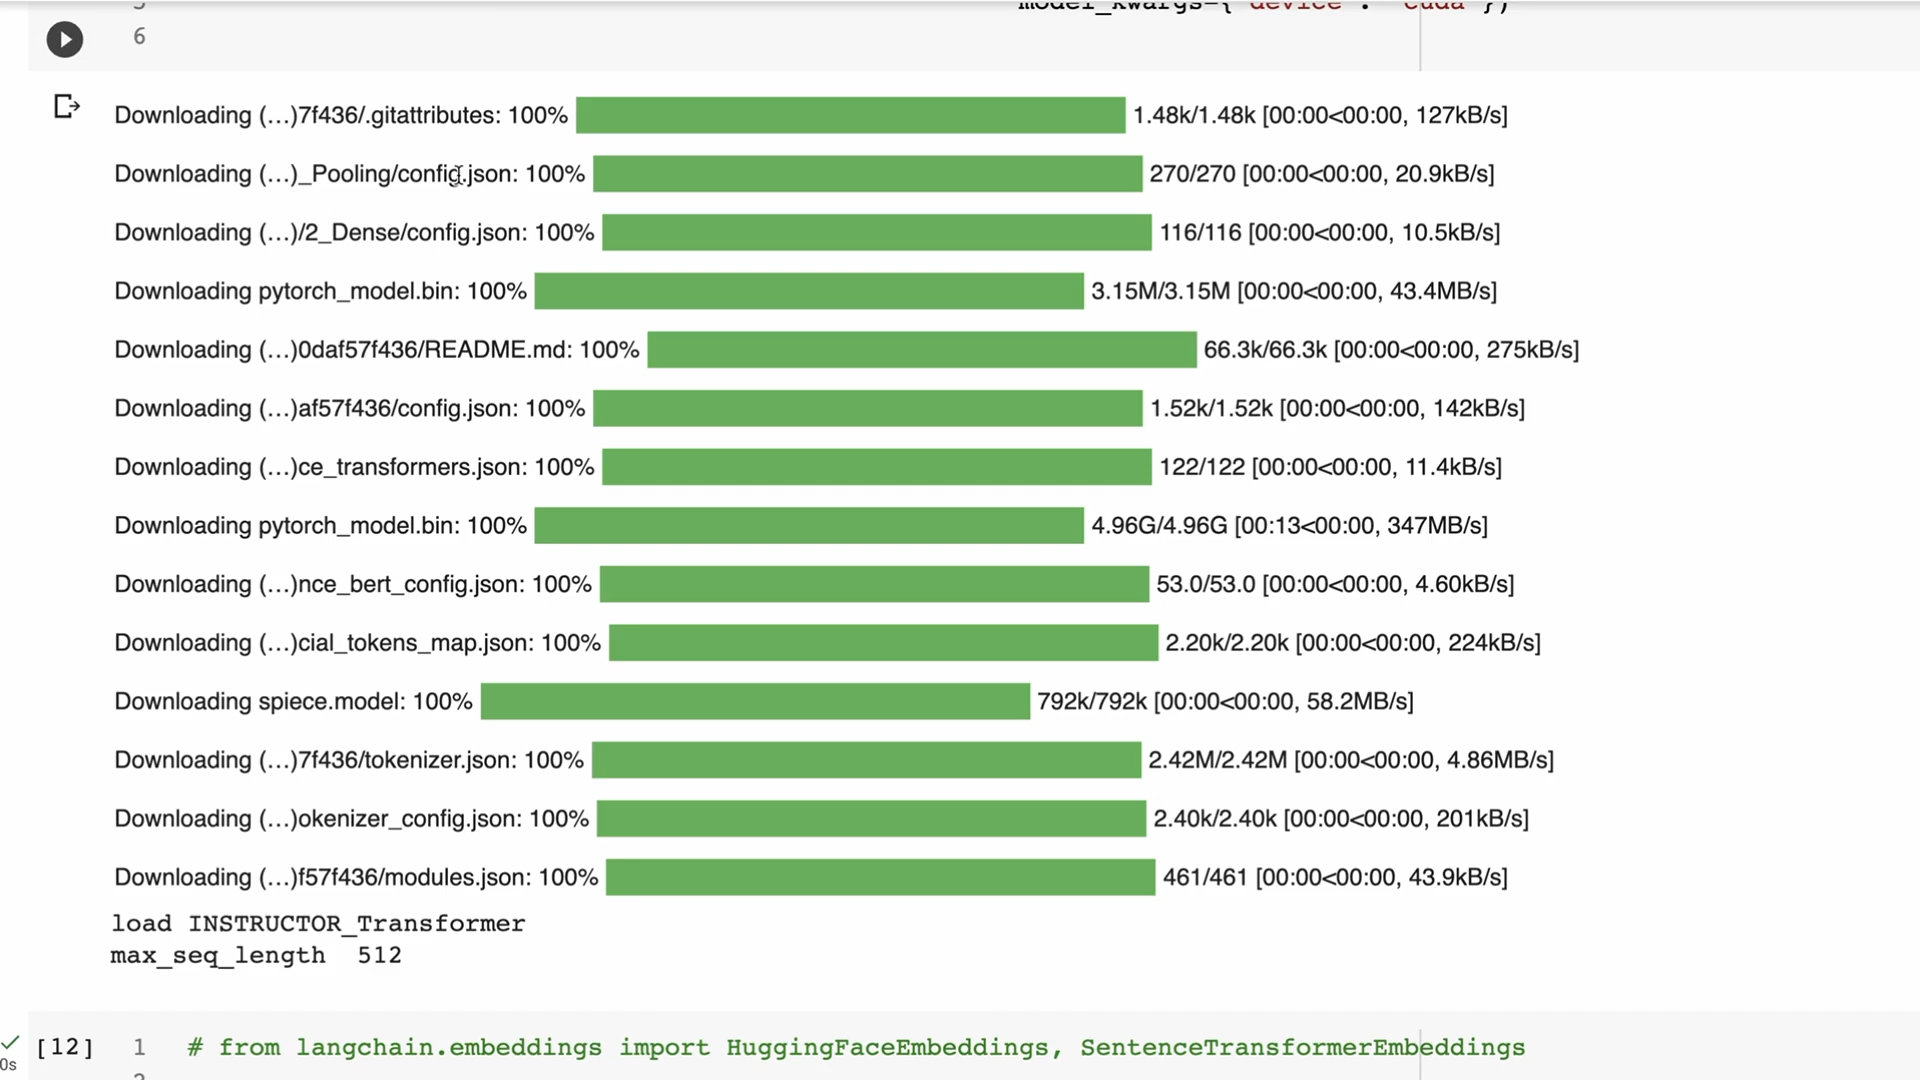 model_kwargs={"device": "cuda"})
6
Downloading (…)7f436/.gitattributes: 100% 1.48k/1.48k [00:00<00:00, 127kB/s]
Downloading (…)_Pooling/config.json: 100% 270/270 [00:00<00:00, 20.9kB/s]
Downloading (…)/2_Dense/config.json: 100% 116/116 [00:00<00:00, 10.5kB/s]
Downloading pytorch_model.bin: 100% 3.15M/3.15M [00:00<00:00, 43.4MB/s]
Downloading (…)0daf57f436/README.md: 100% 66.3k/66.3k [00:00<00:00, 275kB/s]
Downloading (…)af57f436/config.json: 100% 1.52k/1.52k [00:00<00:00, 142kB/s]
Downloading (…)ce_transformers.json: 100% 122/122 [00:00<00:00, 11.4kB/s]
Downloading pytorch_model.bin: 100% 4.96G/4.96G [00:13<00:00, 347MB/s]
Downloading (…)nce_bert_config.json: 100% 53.0/53.0 [00:00<00:00, 4.60kB/s]
Downloading (…)cial_tokens_map.json: 100% 2.20k/2.20k [00:00<00:00, 224kB/s]
Downloading spiece.model: 100% 792k/792k [00:00<00:00, 58.2MB/s]
Downloading (…)7f436/tokenizer.json: 100% 2.42M/2.42M [00:00<00:00, 4.86MB/s]
Downloading (…)okenizer_config.json: 100% 2.40k/2.40k [00:00<00:00, 201kB/s]
Downloading (…)f57f436/modules.json: 100% 461/461 [00:00<00:00, 43.9kB/s]
load INSTRUCTOR_Transformer
max_seq_length  512
[12] 1 # from langchain.embeddings import HuggingFaceEmbeddings, SentenceTransformerEmbeddings
0s